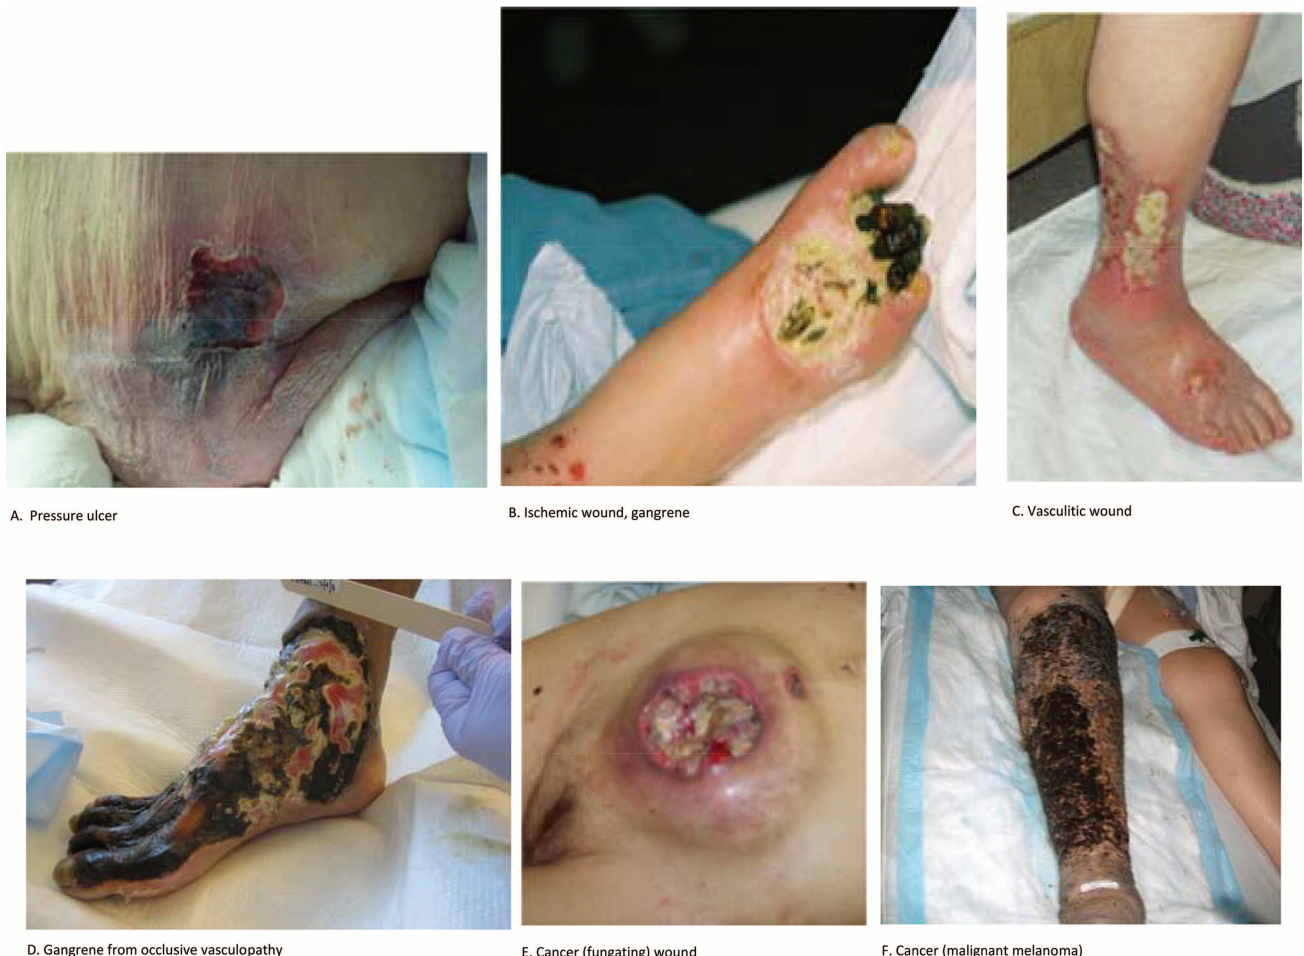 A. Pressure ulcer
B. Ischemic wound, gangrene
C. Vasculitic wound
D. Gangrene from occlusive vasculopathy
E. Cancer (fungating) wound
F. Cancer (malignant melanoma)